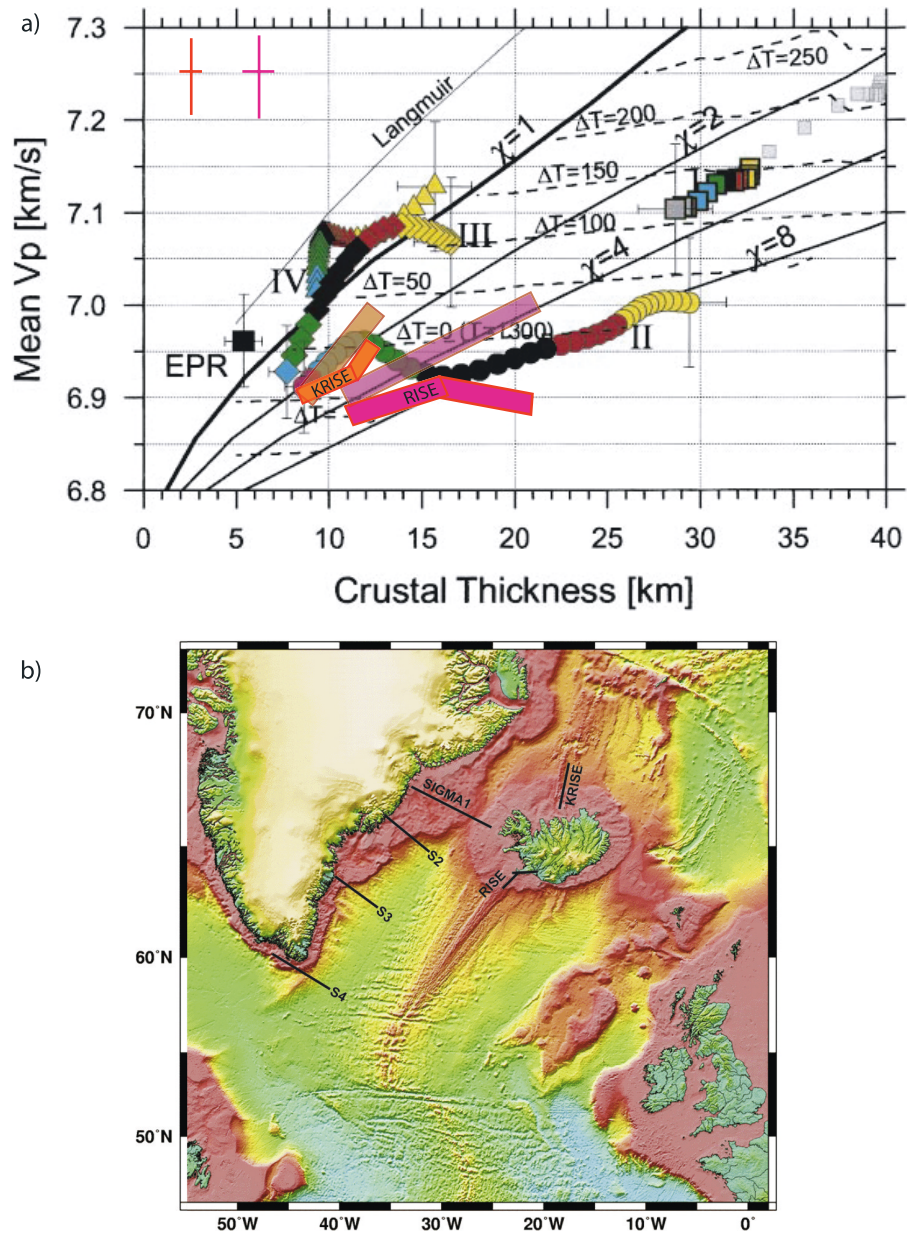 a)
7.3
7.2
7.1
7.0
6.9
6.8
Mean Vp [km/s]
Langmuir
χ=1
ΔT=250
ΔT=200
χ=2
ΔT=150
I
ΔT=100
III
χ=4
χ=8
IV
ΔT=50
ΔT=0 (T=1300)
II
EPR
KRISE
RISE
ΔT=
0 5 10 15 20 25 30 35 40
Crustal Thickness [km]
b)
70°N
60°N
50°N
KRISE
SIGMA1
S2
RISE
S3
S4
50°W 40°W 30°W 20°W 10°W 0°